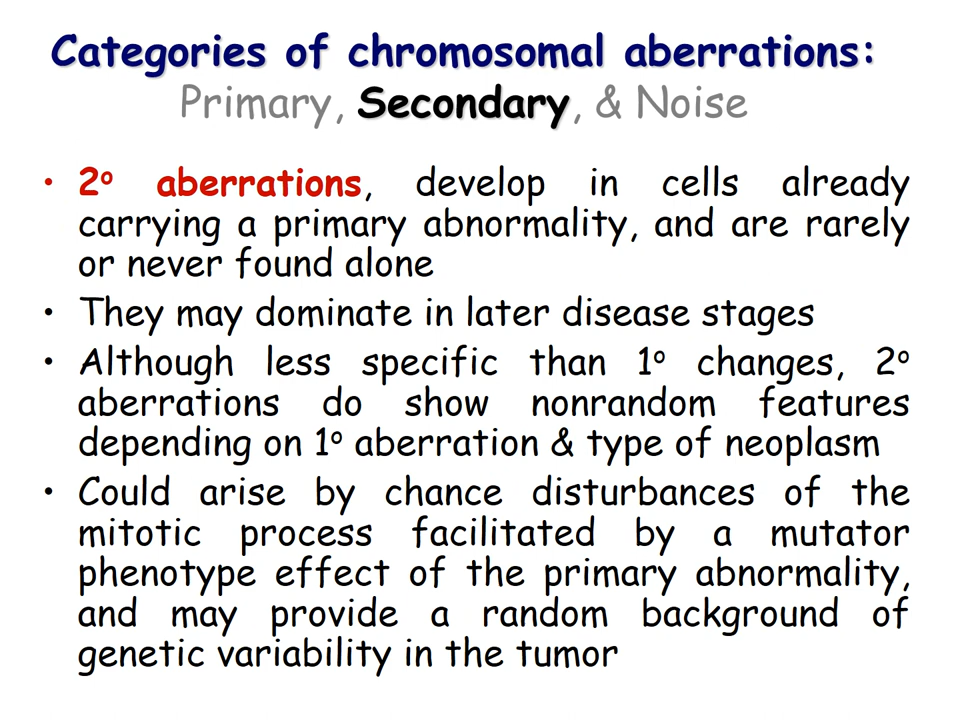 Categories of chromosomal aberrations:
Primary, Secondary, & Noise
• 2º aberrations, develop in cells already
carrying a primary abnormality, and are rarely
or never found alone
• They may dominate in later disease stages
• Although less specific than 1º changes, 2º
aberrations do show nonrandom features
depending on 1º aberration & type of neoplasm
• Could arise by chance disturbances of the
mitotic process facilitated by a mutator
phenotype effect of the primary abnormality,
and may provide a random background of
genetic variability in the tumor